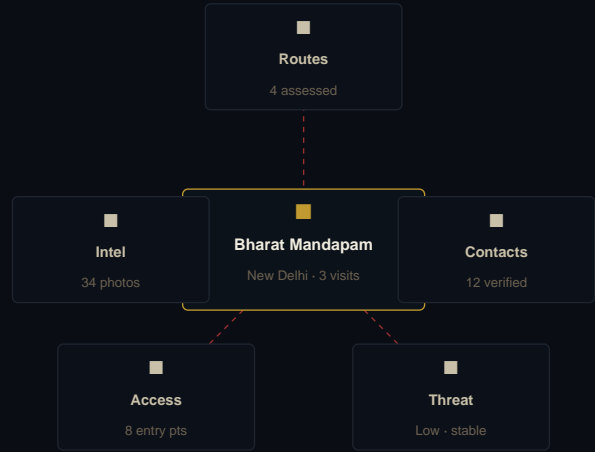 Routes
4 assessed
Intel
34 photos
Bharat Mandapam
New Delhi · 3 visits
Contacts
12 verified
Access
8 entry pts
Threat
Low · stable